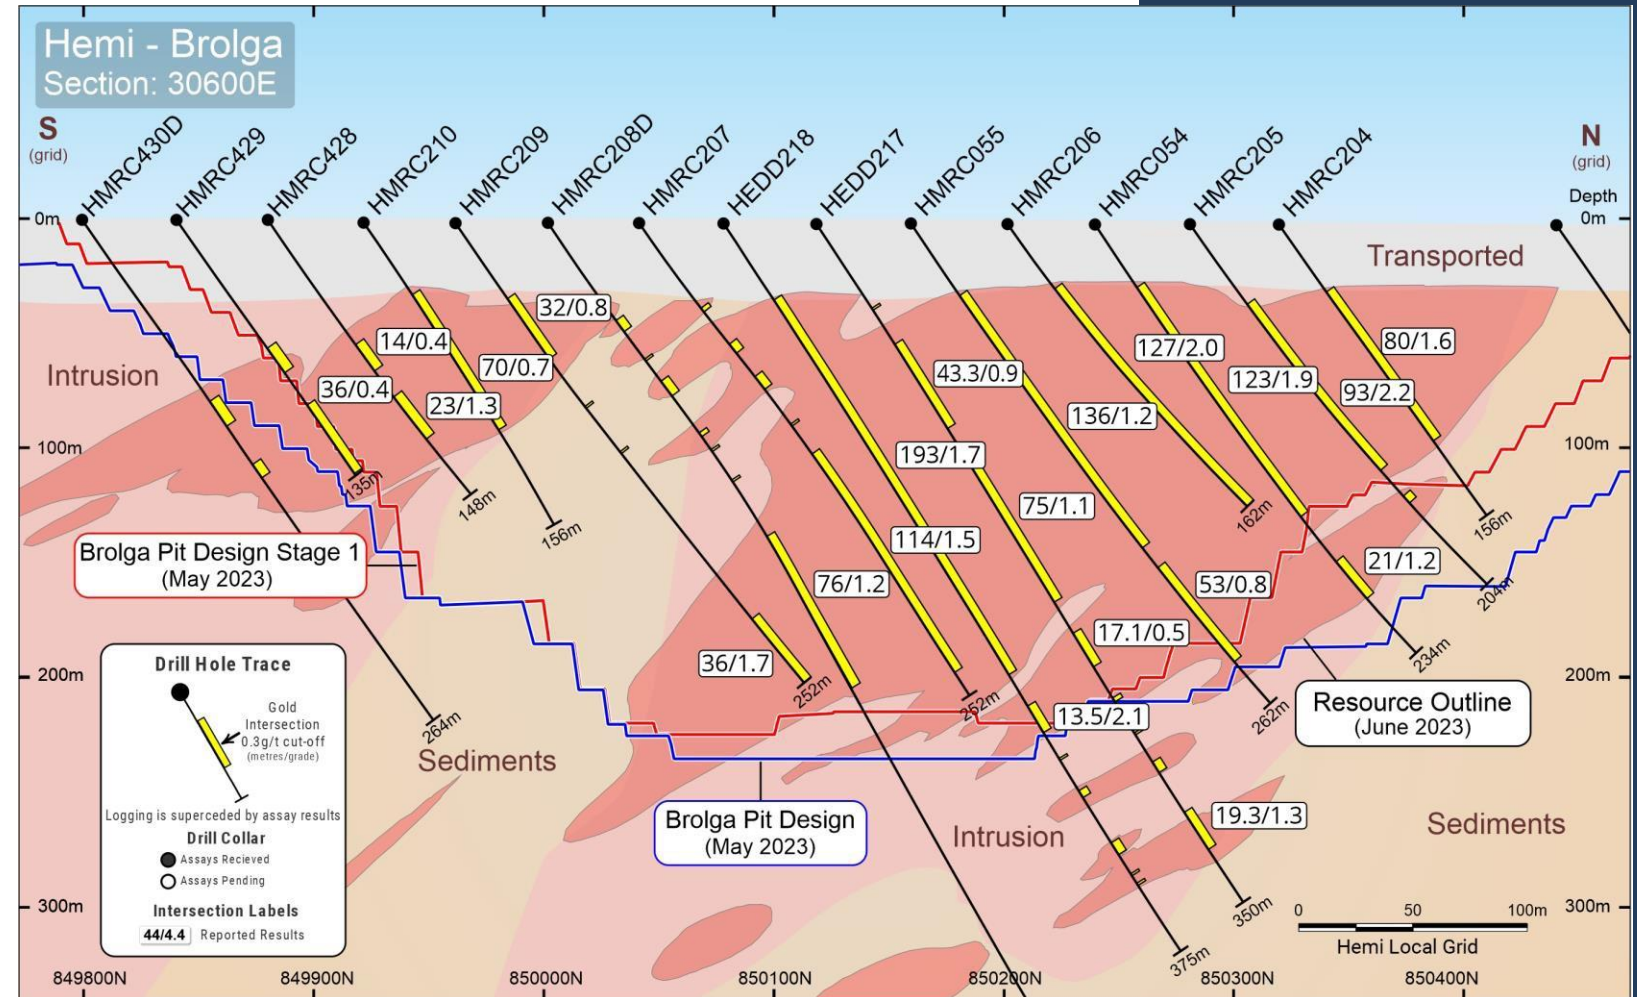 Hemi - Brolga
Section: 30600E
S
(grid)
N
(grid)
HMRC430D
HMRC429
HMRC428
HMRC210
HMRC209
HMRC208D
HMRC207
HEDD218
HEDD217
HMRC055
HMRC206
HMRC054
HMRC205
HMRC204
Depth
0m
0m
Transported
32/0.8
14/0.4
80/1.6
127/2.0
70/0.7
43.3/0.9
Intrusion
123/1.9
36/0.4
93/2.2
23/1.3
136/1.2
100m
100m
193/1.7
135m
148m
75/1.1
162m
156m
156m
114/1.5
Brolga Pit Design Stage 1
(May 2023)
21/1.2
76/1.2
53/0.8
204m
17.1/0.5
234m
36/1.7
200m
200m
252m
252m
262m
264m
13.5/2.1
Resource Outline
(June 2023)
Drill Hole Trace
Gold
Intersection
0.3g/t cut-off
(metres/grade)
Logging is superceded by assay results
Drill Collar
Assays Recieved
Assays Pending
Intersection Labels
44/4.4 Reported Results
Sediments
Brolga Pit Design
(May 2023)
Intrusion
19.3/1.3
Sediments
300m
300m
350m
375m
0 50 100m
Hemi Local Grid
849800N
849900N
850000N
850100N
850200N
850300N
850400N